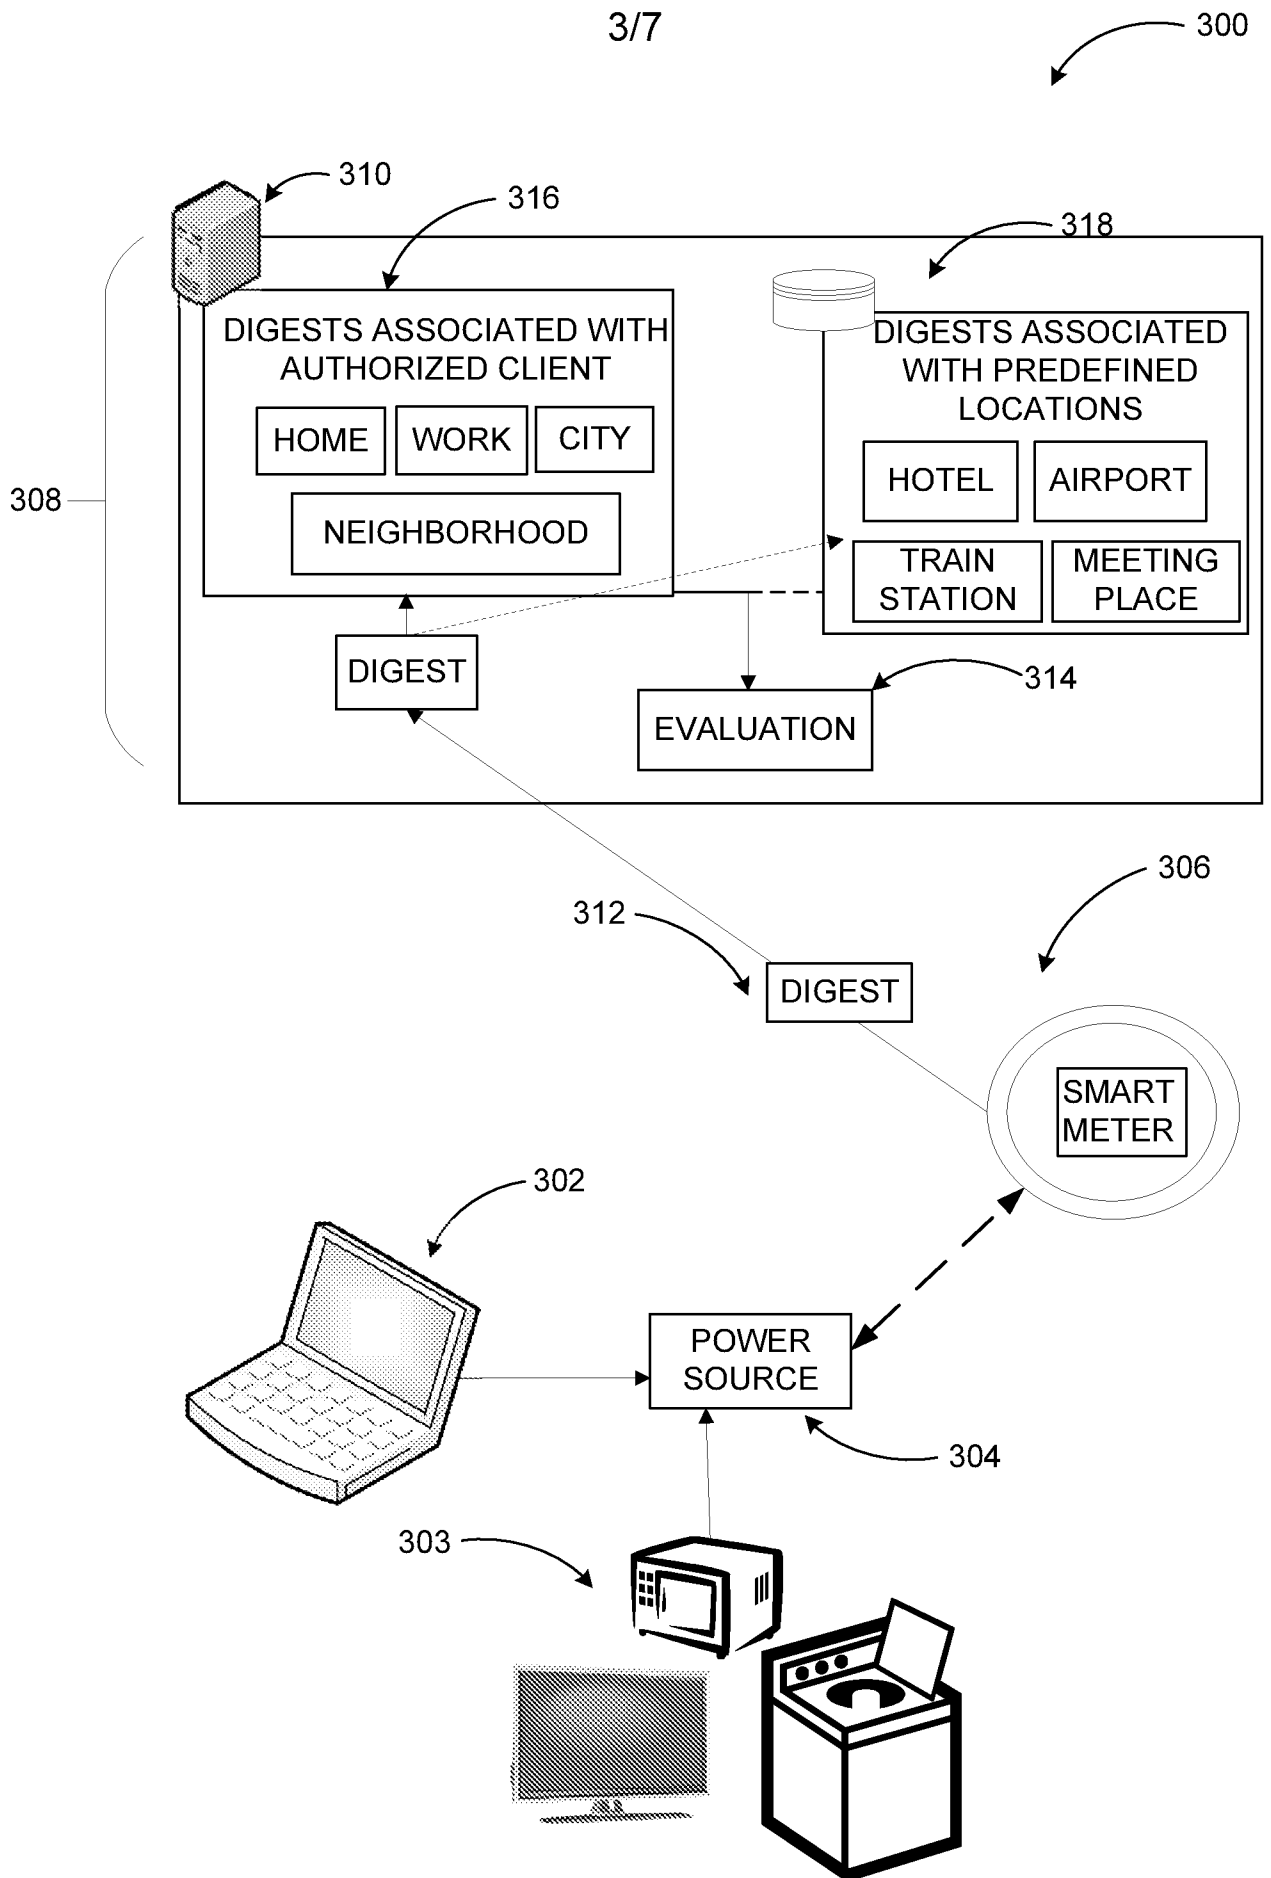 3/7
300
310
316
318
DIGESTS ASSOCIATED WITH
AUTHORIZED CLIENT
HOME
WORK
CITY
NEIGHBORHOOD
DIGESTS ASSOCIATED
WITH PREDEFINED
LOCATIONS
HOTEL
AIRPORT
TRAIN
STATION
MEETING
PLACE
308
DIGEST
314
EVALUATION
306
312
DIGEST
SMART
METER
302
POWER
SOURCE
304
303